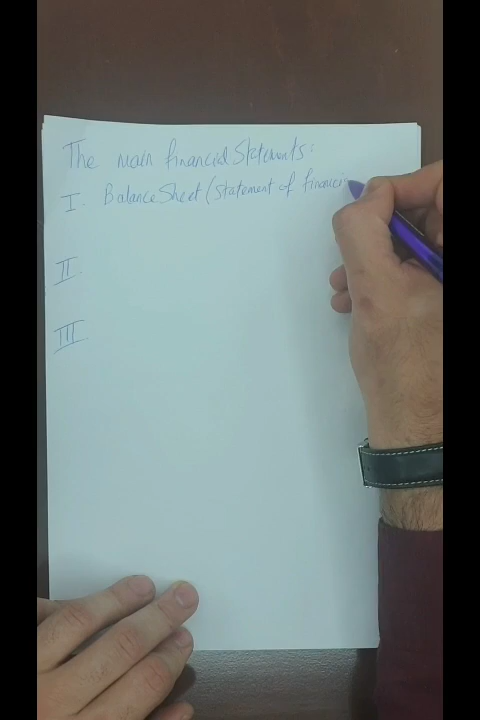 The main financial Statements:
I. Balance Sheet (Statement of financi
II.
III.